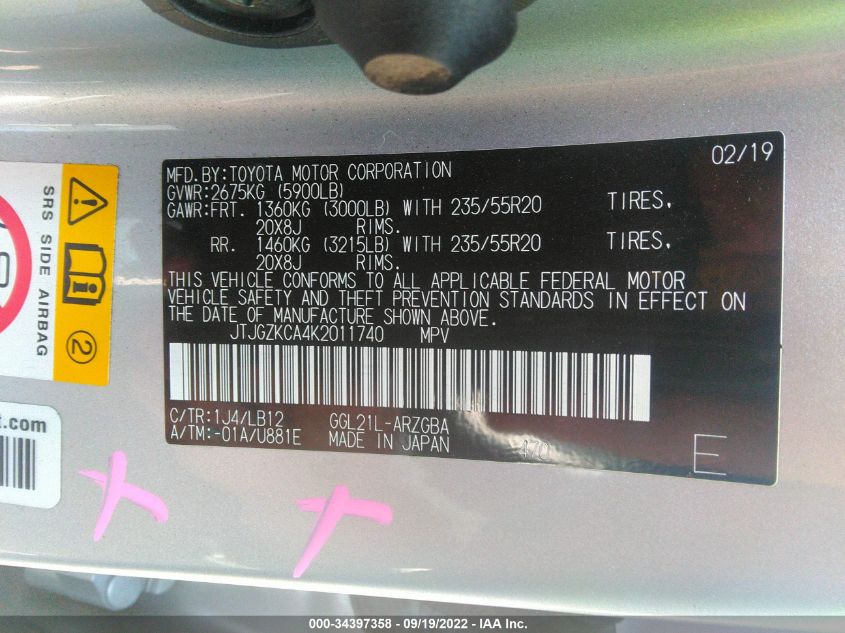 MFD.BY:TOYOTA MOTOR CORPORATION 02/19
GVWR:2675KG (5900LB)
GAWR:FRT. 1360KG (3000LB) WITH 235/55R20 TIRES,
20X8J RIMS.
RR. 1460KG (3215LB) WITH 235/55R20 TIRES,
20X8J RIMS.
THIS VEHICLE CONFORMS TO ALL APPLICABLE FEDERAL MOTOR
VEHICLE SAFETY AND THEFT PREVENTION STANDARDS IN EFFECT ON
THE DATE OF MANUFACTURE SHOWN ABOVE.
JTJGZKCA4K2011740 MPV
C/TR:1J4/LB12 GGL21L-ARZGBA
A/TM:-01A/U881E MADE IN JAPAN 470 E
SRS SIDE AIRBAG
2
t.com
000-34397358 - 09/19/2022 - IAA Inc.